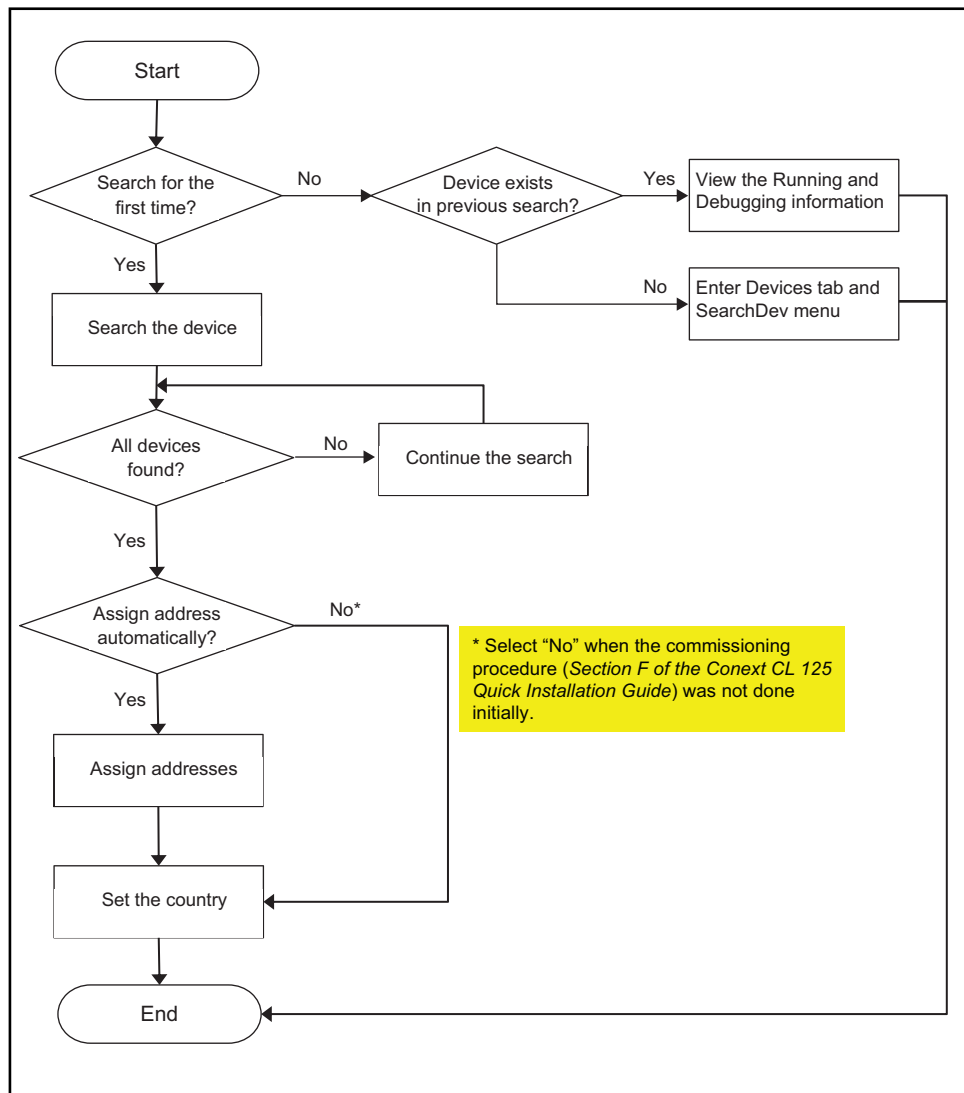 Start
Search for the
first time?
No
Device exists
in previous search?
Yes
View the Running and
Debugging information
Yes
No
Enter Devices tab and
SearchDev menu
Search the device
All devices
found?
No
Continue the search
Yes
Assign address
automatically?
No*
* Select “No” when the commissioning
procedure (Section F of the Conext CL 125
Quick Installation Guide) was not done
initially.
Yes
Assign addresses
Set the country
End